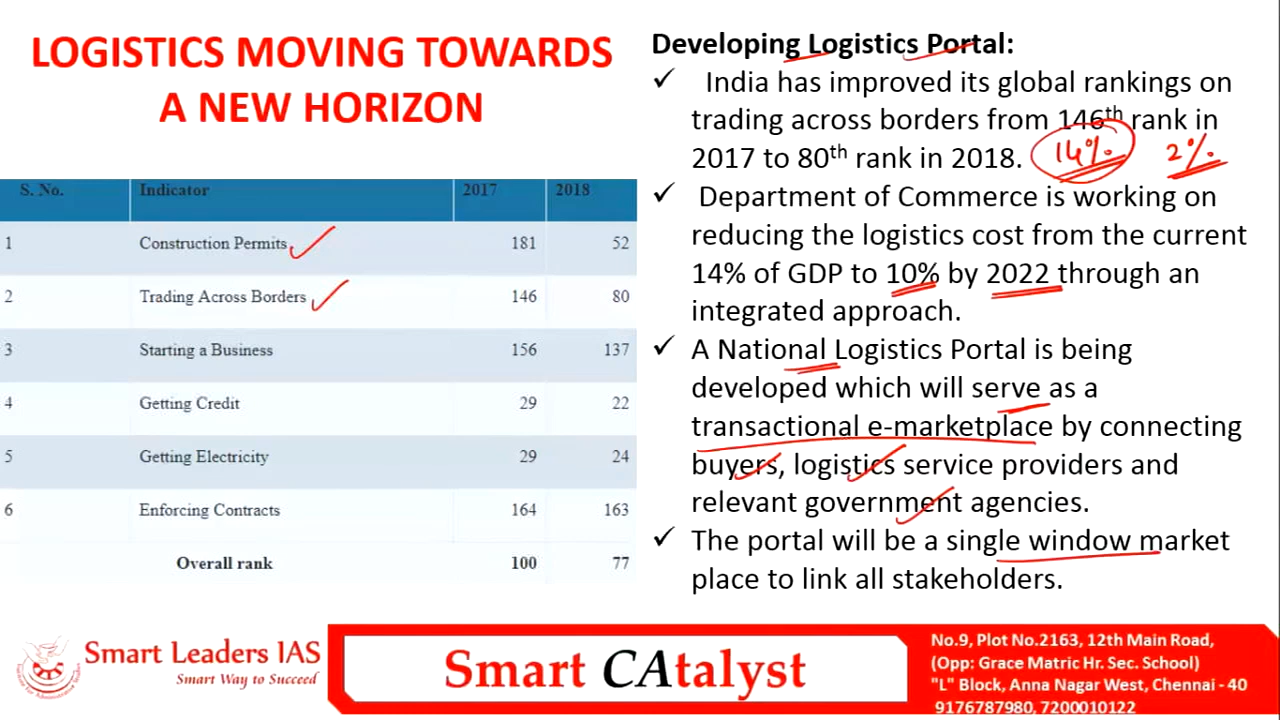 LOGISTICS MOVING TOWARDS
A NEW HORIZON
S. No. Indicator 2017 2018
1 Construction Permits 181 52
2 Trading Across Borders 146 80
3 Starting a Business 156 137
4 Getting Credit 29 22
5 Getting Electricity 29 24
6 Enforcing Contracts 164 163
Overall rank 100 77
Developing Logistics Portal:
✓ India has improved its global rankings on
trading across borders from 146th rank in
2017 to 80th rank in 2018.
14% 2%
✓ Department of Commerce is working on
reducing the logistics cost from the current
14% of GDP to 10% by 2022 through an
integrated approach.
✓ A National Logistics Portal is being
developed which will serve as a
transactional e-marketplace by connecting
buyers, logistics service providers and
relevant government agencies.
✓ The portal will be a single window market
place to link all stakeholders.
Smart Leaders IAS
Smart Way to Succeed
Smart CAtalyst
No.9, Plot No.2163, 12th Main Road,
(Opp: Grace Matric Hr. Sec. School)
"L" Block, Anna Nagar West, Chennai - 40
9176787980, 7200010122